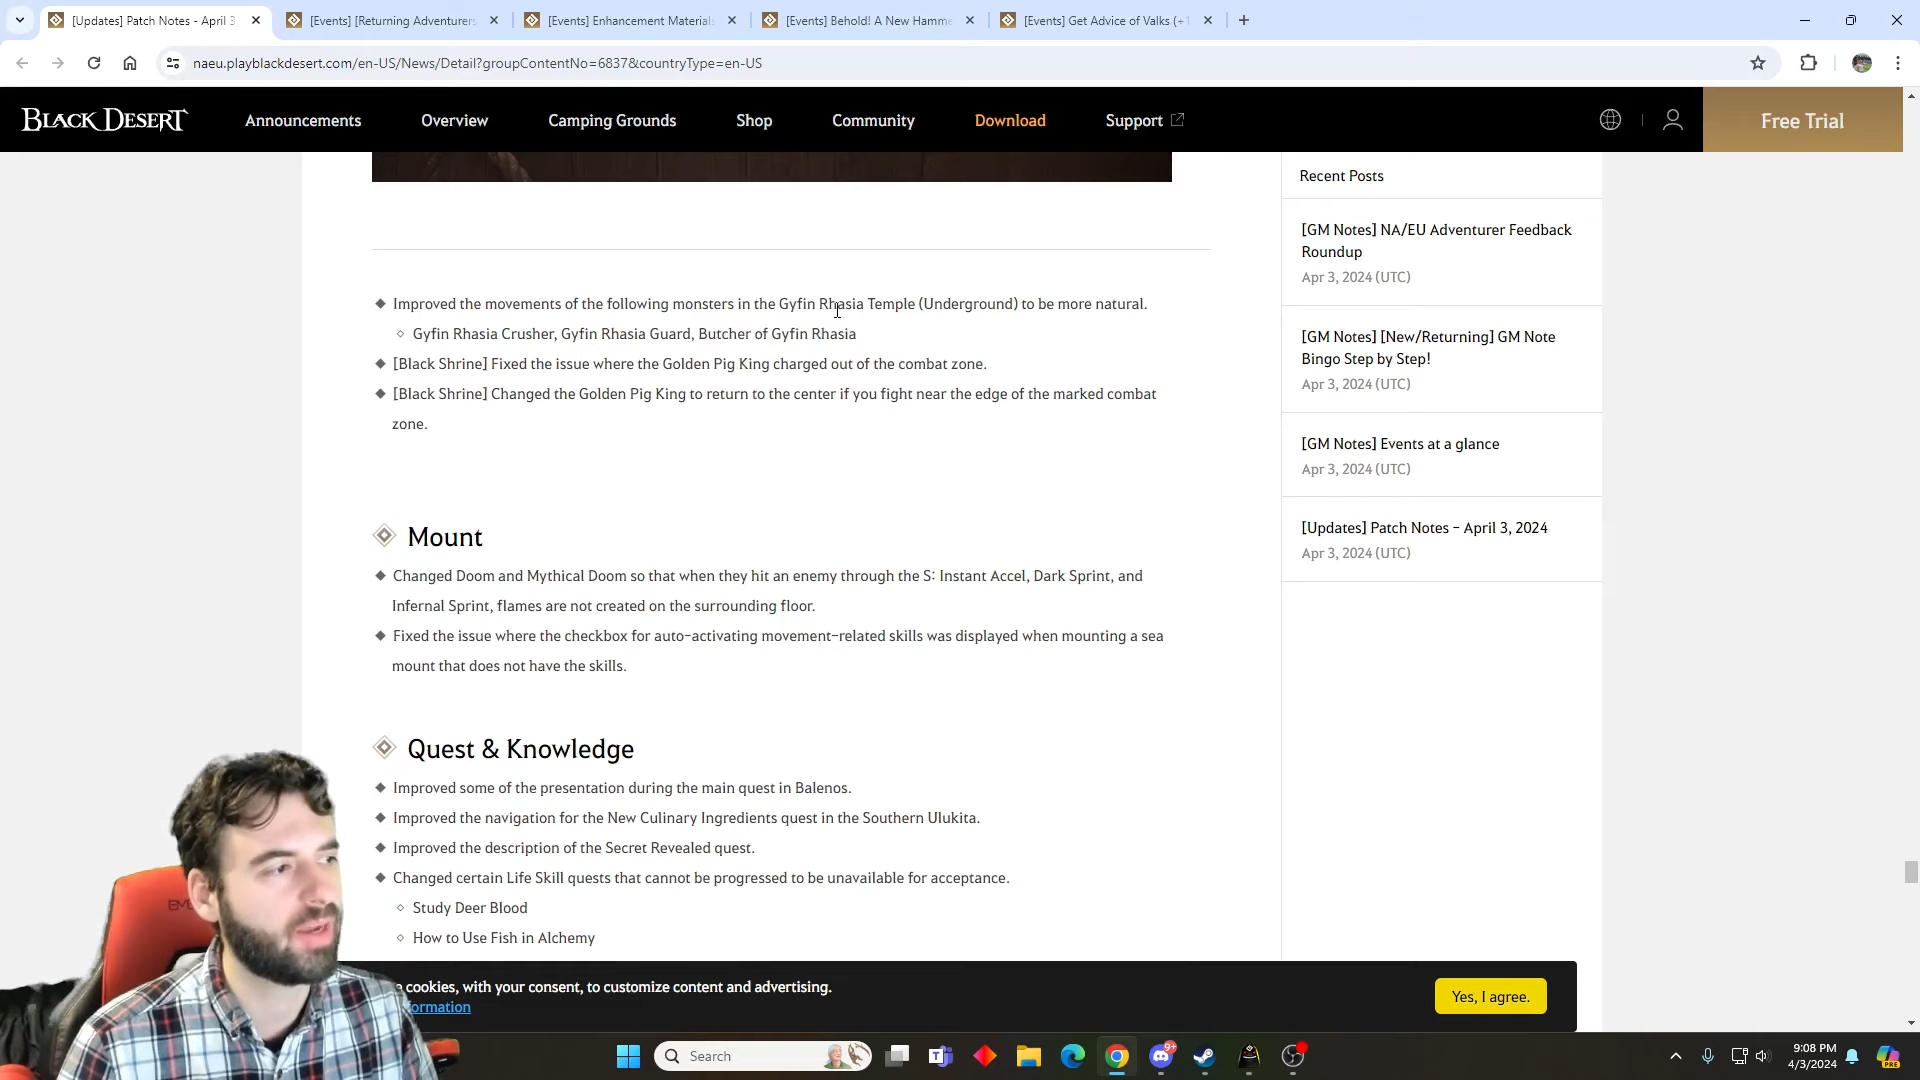 [Updates] Patch Notes - April 3
[Events] [Returning Adventurers
[Events] Enhancement Materials
[Events] Behold! A New Hamme
[Events] Get Advice of Valks (+1
naeu.playblackdesert.com/en-US/News/Detail?groupContentNo=6837&countryType=en-US
BLACK DESERT
Announcements
Overview
Camping Grounds
Shop
Community
Download
Support
Free Trial
Improved the movements of the following monsters in the Gyfin Rhasia Temple (Underground) to be more natural.
Gyfin Rhasia Crusher, Gyfin Rhasia Guard, Butcher of Gyfin Rhasia
[Black Shrine] Fixed the issue where the Golden Pig King charged out of the combat zone.
[Black Shrine] Changed the Golden Pig King to return to the center if you fight near the edge of the marked combat
zone.
Mount
Changed Doom and Mythical Doom so that when they hit an enemy through the S: Instant Accel, Dark Sprint, and
Infernal Sprint, flames are not created on the surrounding floor.
Fixed the issue where the checkbox for auto-activating movement-related skills was displayed when mounting a sea
mount that does not have the skills.
Quest & Knowledge
Improved some of the presentation during the main quest in Balenos.
Improved the navigation for the New Culinary Ingredients quest in the Southern Ulukita.
Improved the description of the Secret Revealed quest.
Changed certain Life Skill quests that cannot be progressed to be unavailable for acceptance.
Study Deer Blood
How to Use Fish in Alchemy
Recent Posts
[GM Notes] NA/EU Adventurer Feedback
Roundup
Apr 3, 2024 (UTC)
[GM Notes] [New/Returning] GM Note
Bingo Step by Step!
Apr 3, 2024 (UTC)
[GM Notes] Events at a glance
Apr 3, 2024 (UTC)
[Updates] Patch Notes - April 3, 2024
Apr 3, 2024 (UTC)
cookies, with your consent, to customize content and advertising.
formation
Yes, I agree.
Search
9+
9:08 PM
4/3/2024
PRE